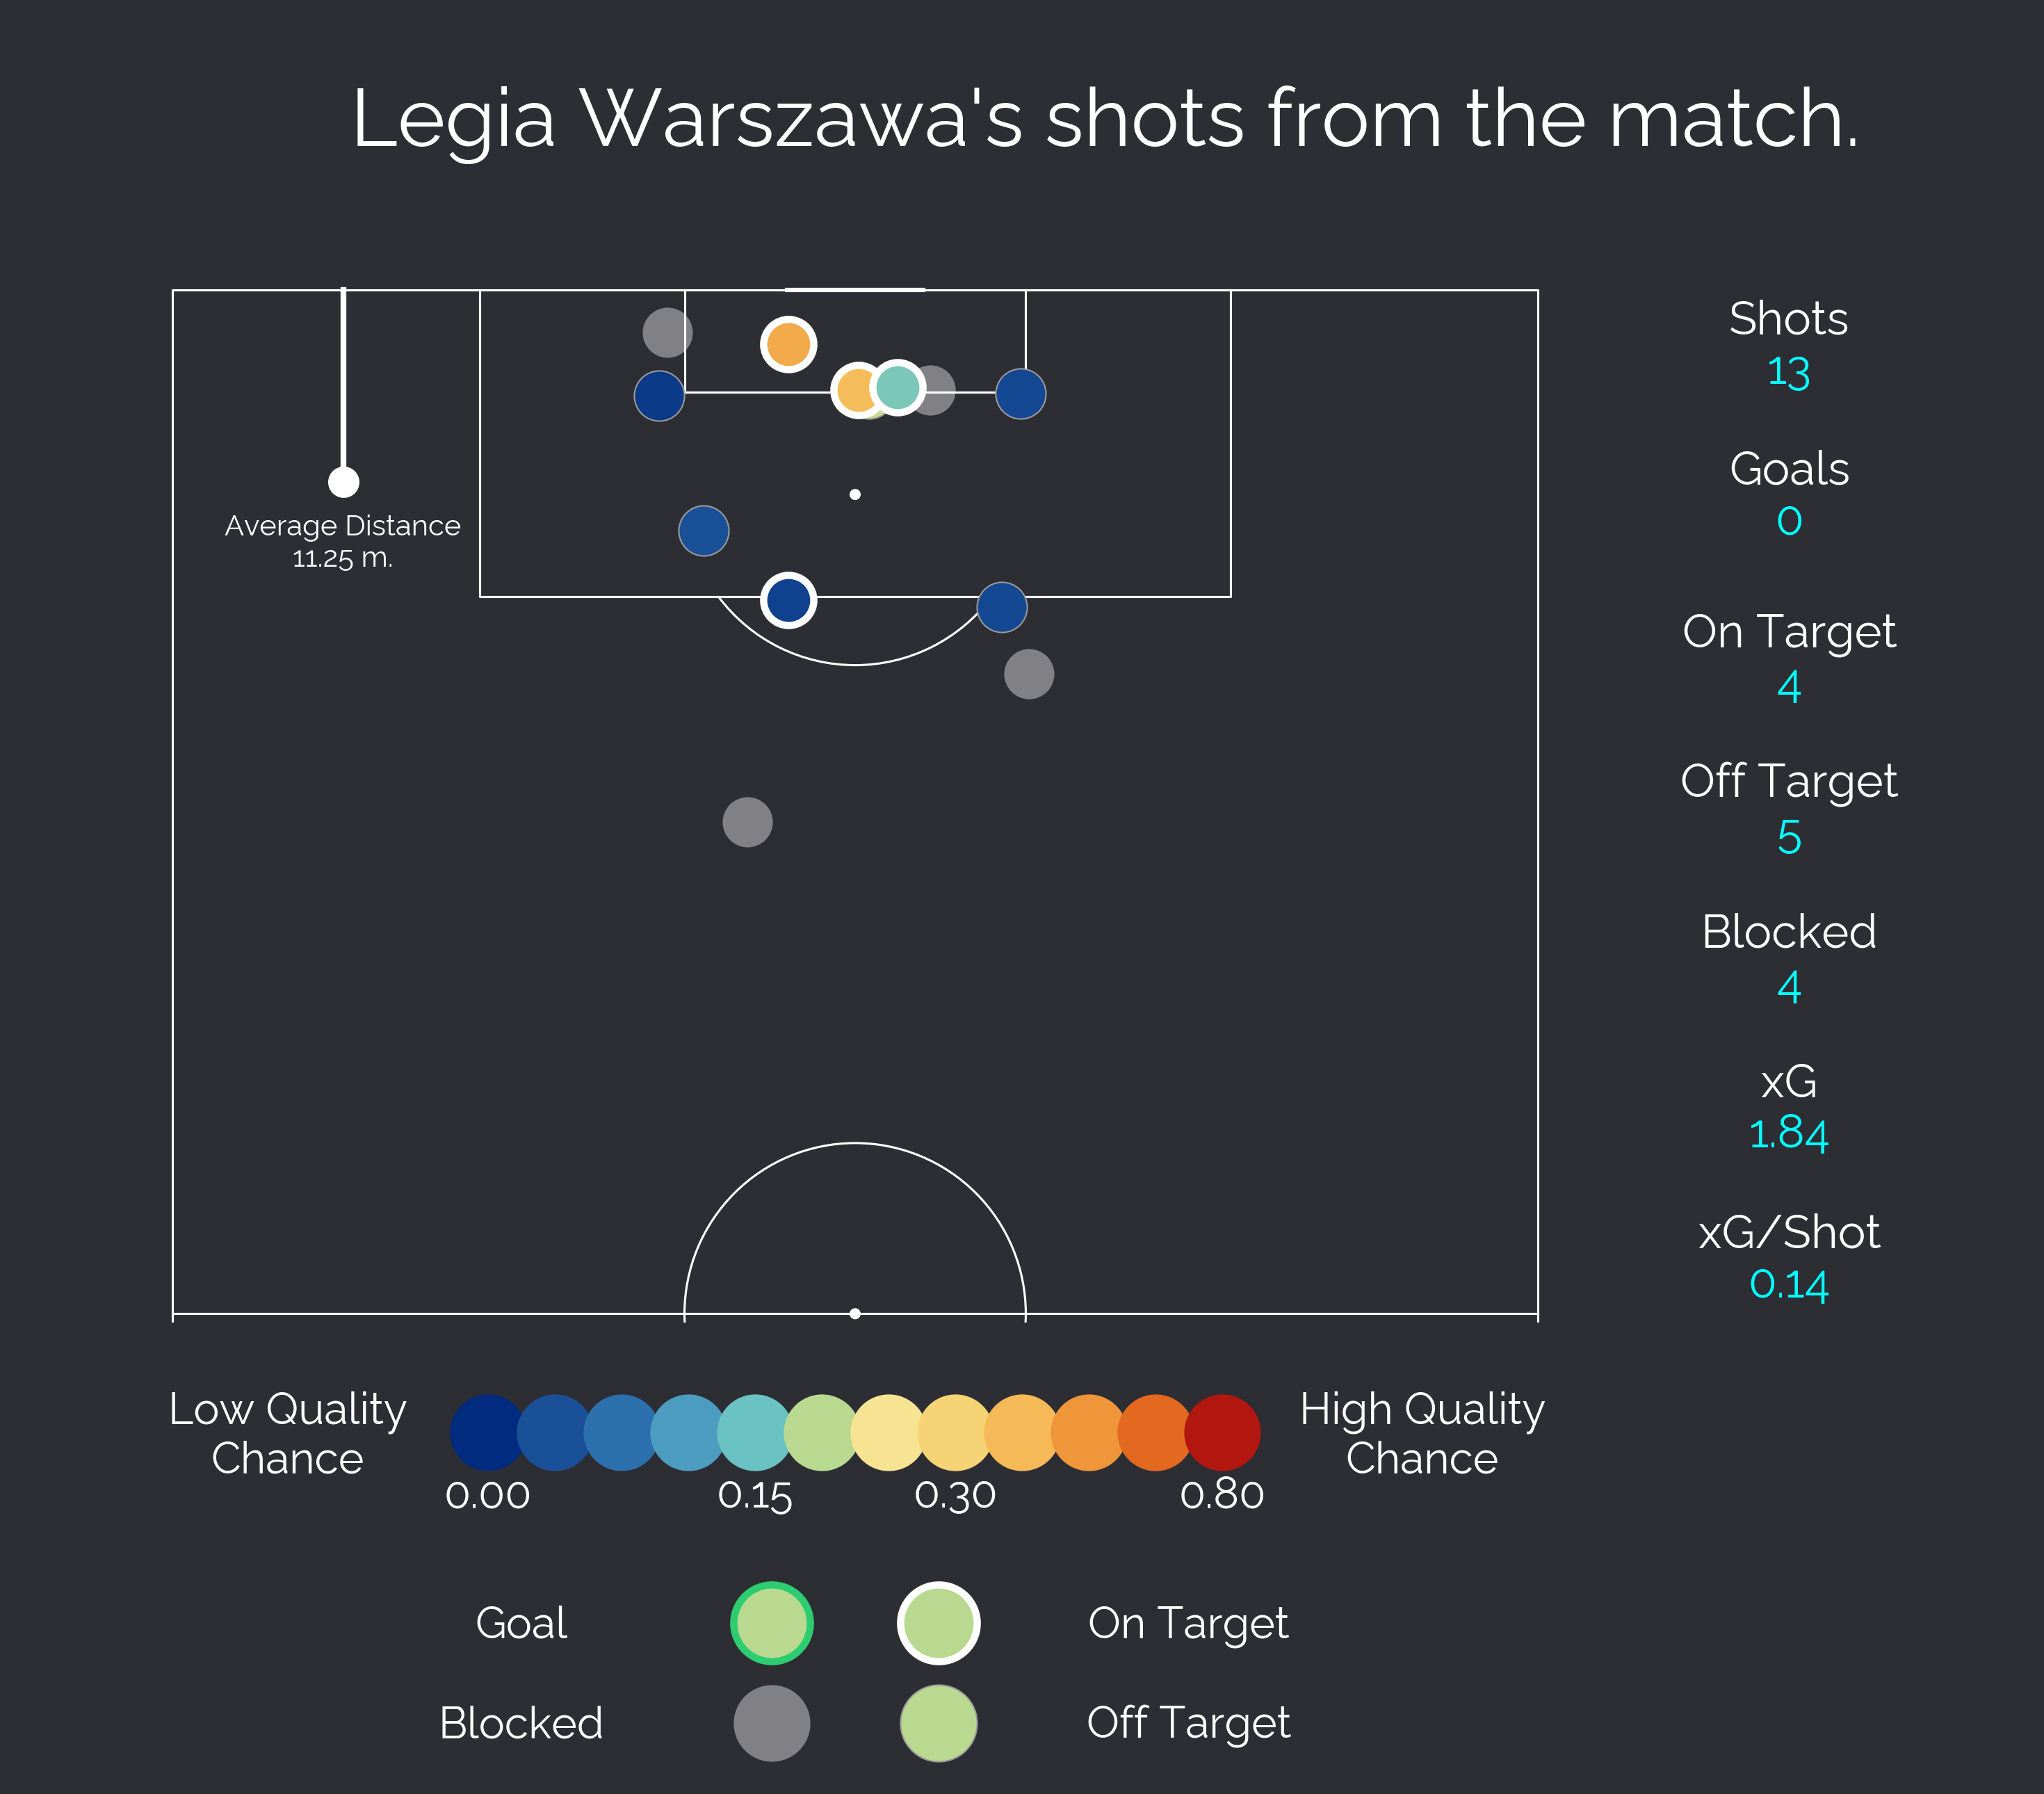 Legia Warszawa's shots from the match.
Average Distance
11.25 m.
Shots
13
Goals
0
On Target
4
Off Target
5
Blocked
4
xG
1.84
xG/Shot
0.14
Low Quality
Chance
High Quality
Chance
0.00
0.15
0.30
0.80
Goal
On Target
Blocked
Off Target